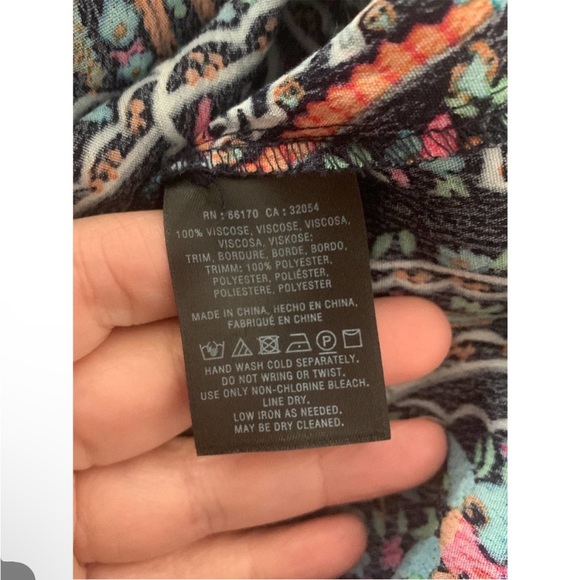 RN : 66170 CA : 32054
100% VISCOSE, VISCOSE, VISCOSA,
VISCOSA, VISKOSE;
TRIM, BORDURE, BORDE, BORDO,
TRIMM: 100% POLYESTER,
POLYESTER, POLIÉSTER,
POLIESTERE, POLYESTER
MADE IN CHINA, HECHO EN CHINA,
FABRIQUÉ EN CHINE
P
HAND WASH COLD SEPARATELY.
DO NOT WRING OR TWIST.
USE ONLY NON-CHLORINE BLEACH.
LINE DRY.
LOW IRON AS NEEDED.
MAY BE DRY CLEANED.